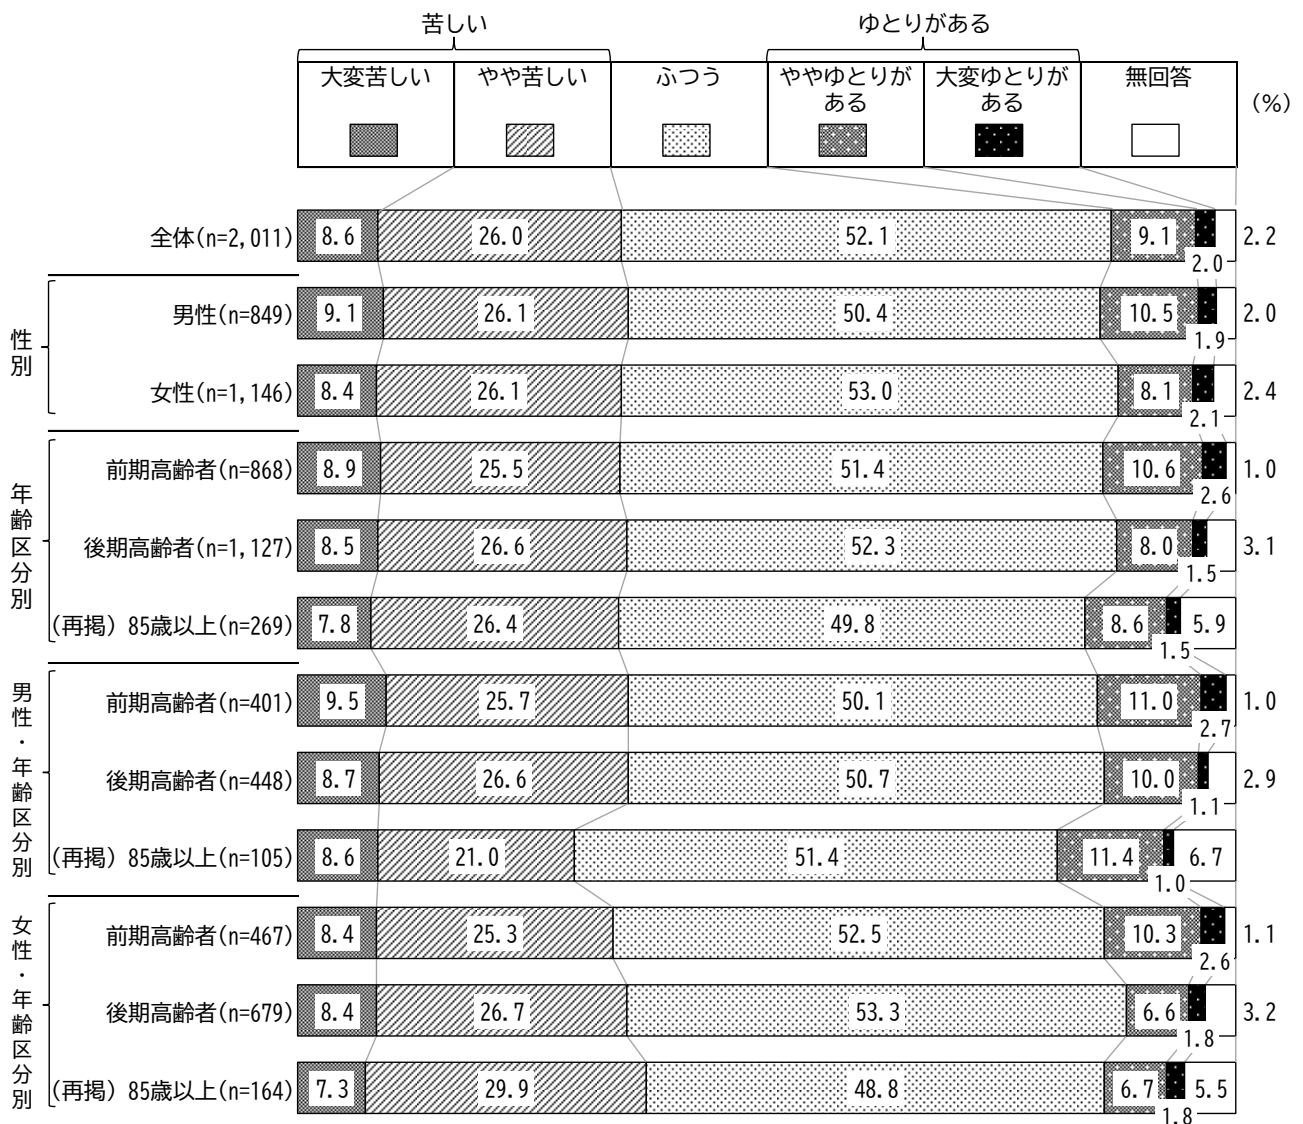 苦しい ゆとりがある
大変苦しい やや苦しい ふつう ややゆとりが 大変ゆとりが 無回答
ある ある
(%)
全体(n=2,011) 8.6 26.0 52.1 9.1 2.0 2.2
性別
男性(n=849) 9.1 26.1 50.4 10.5 1.9 2.0
女性(n=1,146) 8.4 26.1 53.0 8.1 2.1 2.4
年齢区分別
前期高齢者(n=868) 8.9 25.5 51.4 10.6 2.6 1.0
後期高齢者(n=1,127) 8.5 26.6 52.3 8.0 1.5 3.1
(再掲) 85歳以上(n=269) 7.8 26.4 49.8 8.6 1.5 5.9
男性・年齢区分別
前期高齢者(n=401) 9.5 25.7 50.1 11.0 2.7 1.0
後期高齢者(n=448) 8.7 26.6 50.7 10.0 1.1 2.9
(再掲) 85歳以上(n=105) 8.6 21.0 51.4 11.4 1.0 6.7
女性・年齢区分別
前期高齢者(n=467) 8.4 25.3 52.5 10.3 2.6 1.1
後期高齢者(n=679) 8.4 26.7 53.3 6.6 1.8 3.2
(再掲) 85歳以上(n=164) 7.3 29.9 48.8 6.7 1.8 5.5